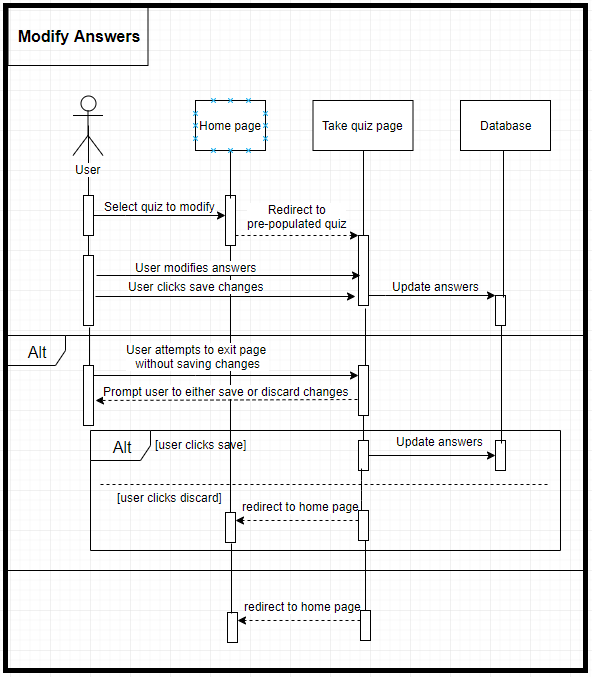 Modify Answers
Home page
Take quiz page
Database
User
Select quiz to modify
Redirect to
pre-populated quiz
User modifies answers
User clicks save changes
Update answers
Alt
User attempts to exit page
without saving changes
Prompt user to either save or discard changes
Alt
[user clicks save]
Update answers
[user clicks discard]
redirect to home page
redirect to home page